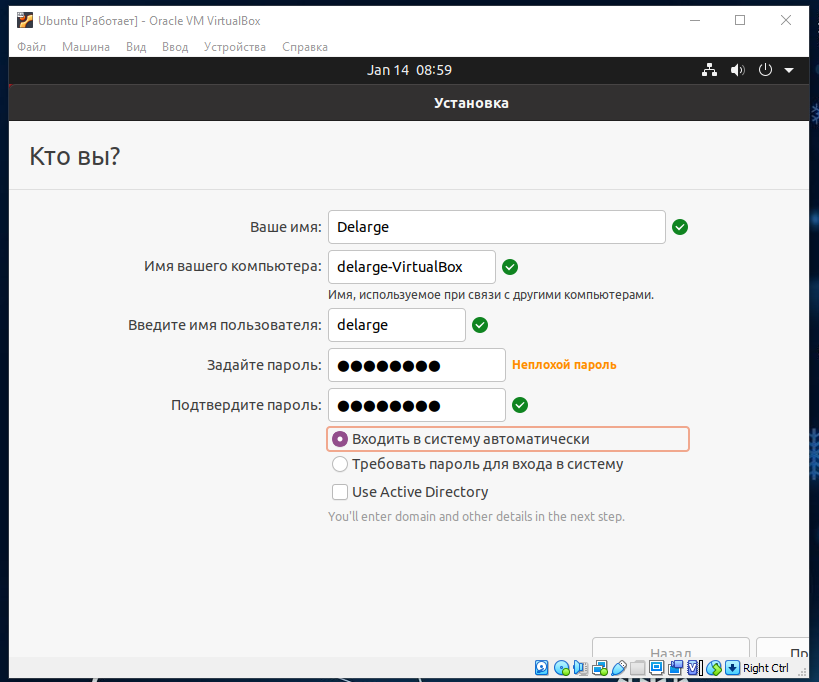 Ubuntu [Работает] - Oracle VM VirtualBox
Файл Машина Вид Ввод Устройства Справка
Jan 14 08:59
Установка
Кто вы?
Ваше имя: Delarge
Имя вашего компьютера: delarge-VirtualBox
Имя, используемое при связи с другими компьютерами.
Введите имя пользователя: delarge
Задайте пароль: ●●●●●●●● Неплохой пароль
Подтвердите пароль: ●●●●●●●●
Входить в систему автоматически
Требовать пароль для входа в систему
Use Active Directory
You'll enter domain and other details in the next step.
Назад Пр
Right Ctrl